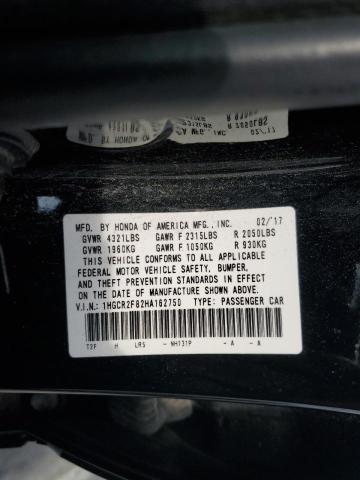 MFD. BY HONDA OF AMERICA MFG., INC. 02/'17
GVWR 4321LBS GAWR F 2315LBS R 2050LBS
GVWR 1960KG GAWR F 1050KG R 930KG
THIS VEHICLE CONFORMS TO ALL APPLICABLE
FEDERAL MOTOR VEHICLE SAFETY, BUMPER,
AND THEFT PREVENTION STANDARDS IN EFFECT
ON THE DATE OF MANUFACTURE SHOWN ABOVE.
V.I.N.: 1HGCR2F82HA162750 TYPE: PASSENGER CAR
T2F H LR5 - NH731P - A - A